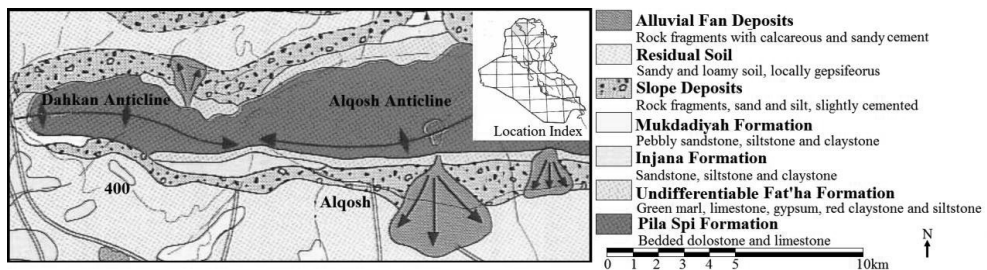 Dahkan Anticline
Alqosh Anticline
400
Alqosh
Location Index
Alluvial Fan Deposits
Rock fragments with calcareous and sandy cement
Residual Soil
Sandy and loamy soil, locally gepsifeorus
Slope Deposits
Rock fragments, sand and silt, slightly cemented
Mukdadiyah Formation
Pebbly sandstone, siltstone and claystone
Injana Formation
Sandstone, siltstone and claystone
Undifferentiable Fat'ha Formation
Green marl, limestone, gypsum, red claystone and siltstone
Pila Spi Formation
Bedded dolostone and limestone
N
0 1 2 3 4 5 10km